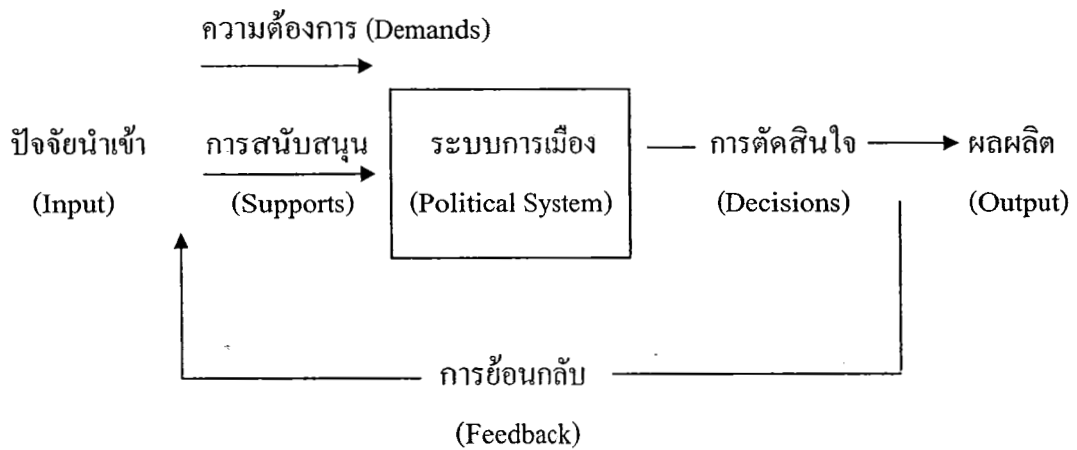 ความต้องการ (Demands)
ปัจจัยนำเข้า การสนับสนุน ระบบการเมือง การตัดสินใจ ผลผลิต
(Input) (Supports) (Political System) (Decisions) (Output)
การย้อนกลับ
(Feedback)